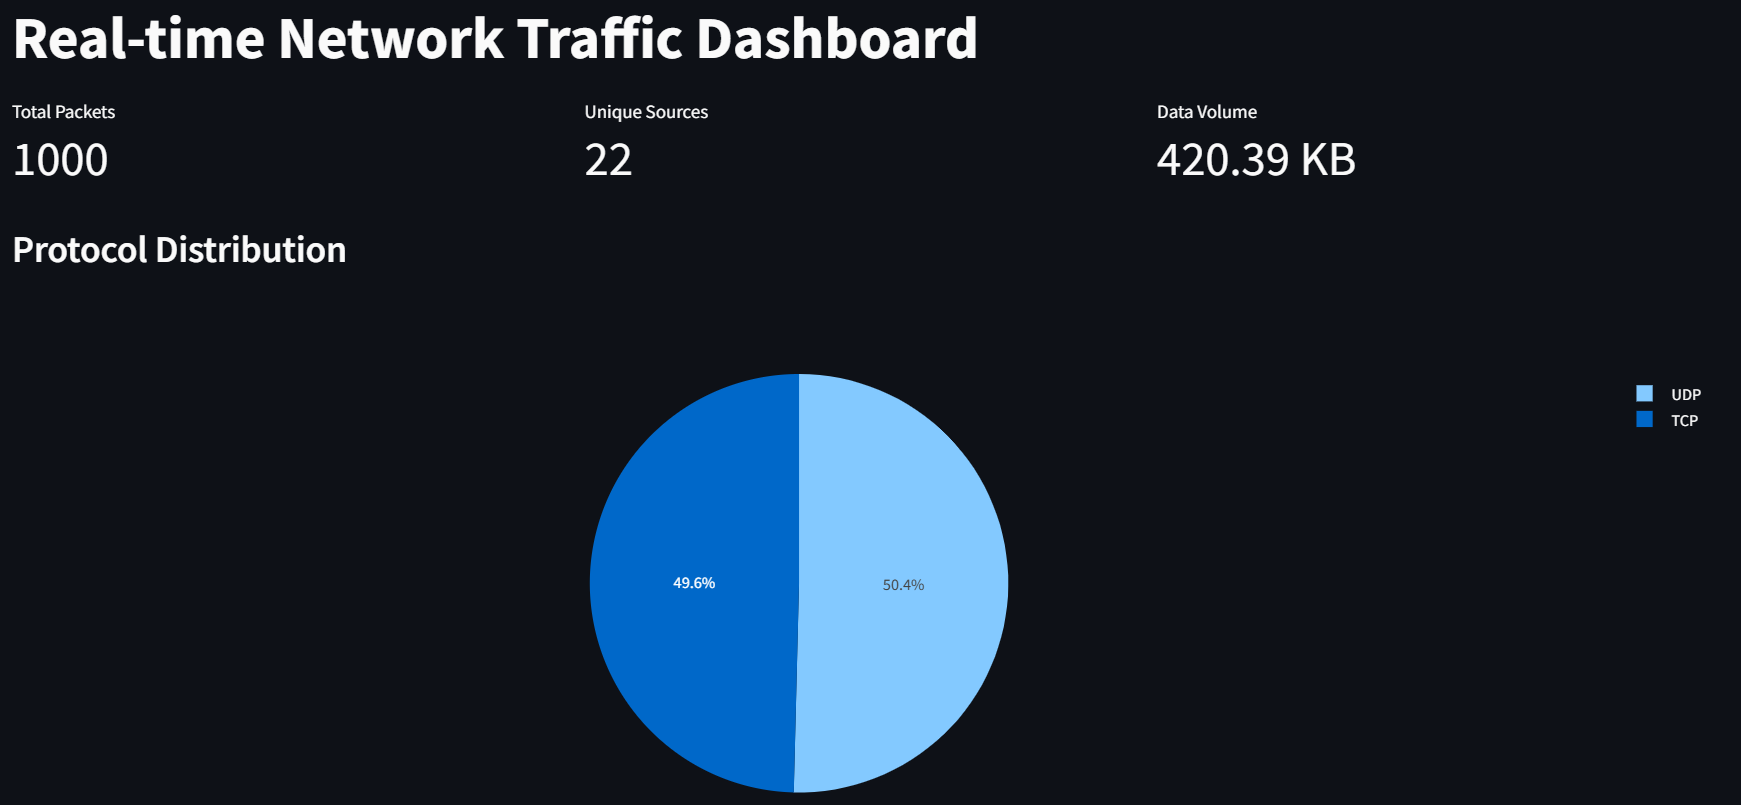 Real-time Network Traffic Dashboard
Total Packets
Unique Sources
Data Volume
1000
22
420.39 KB
Protocol Distribution
UDP
TCP
49.6%
50.4%